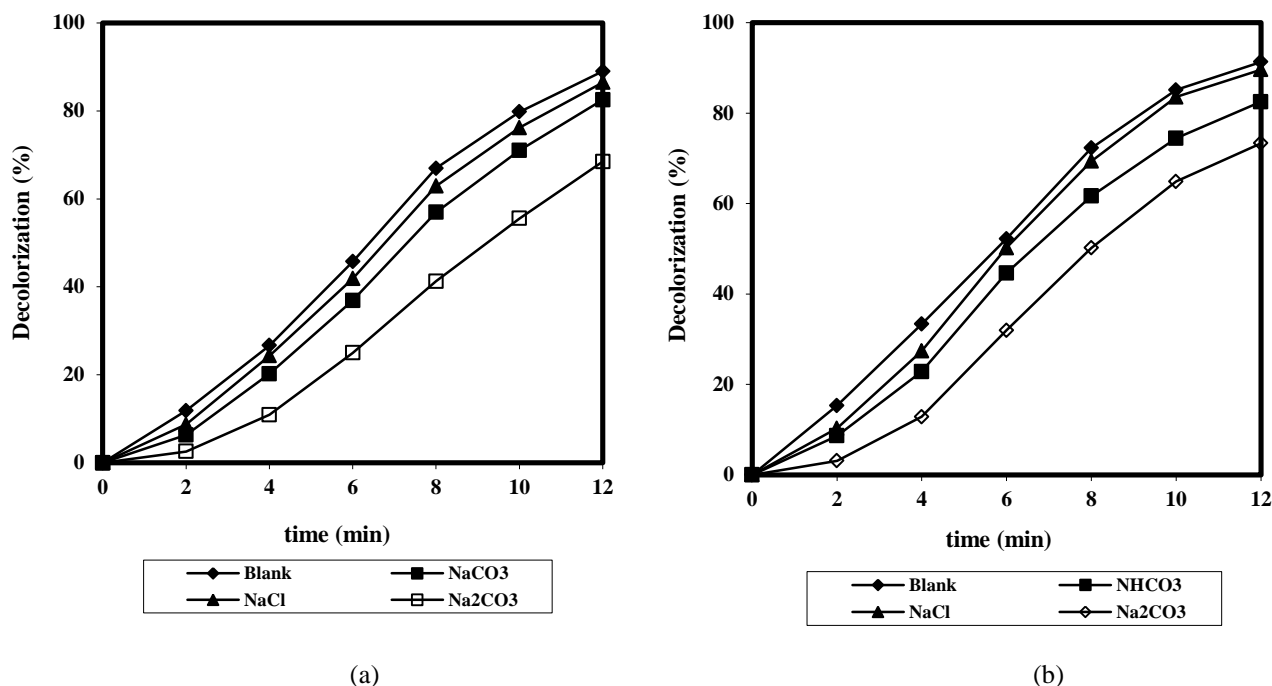 100
80
60
40
20
0
Decolorization (%)
0 2 4 6 8 10 12
time (min)
Blank NaCO3
NaCl Na2CO3
(a)
100
80
60
40
20
0
Decolorization (%)
0 2 4 6 8 10 12
time (min)
Blank NHCO3
NaCl Na2CO3
(b)